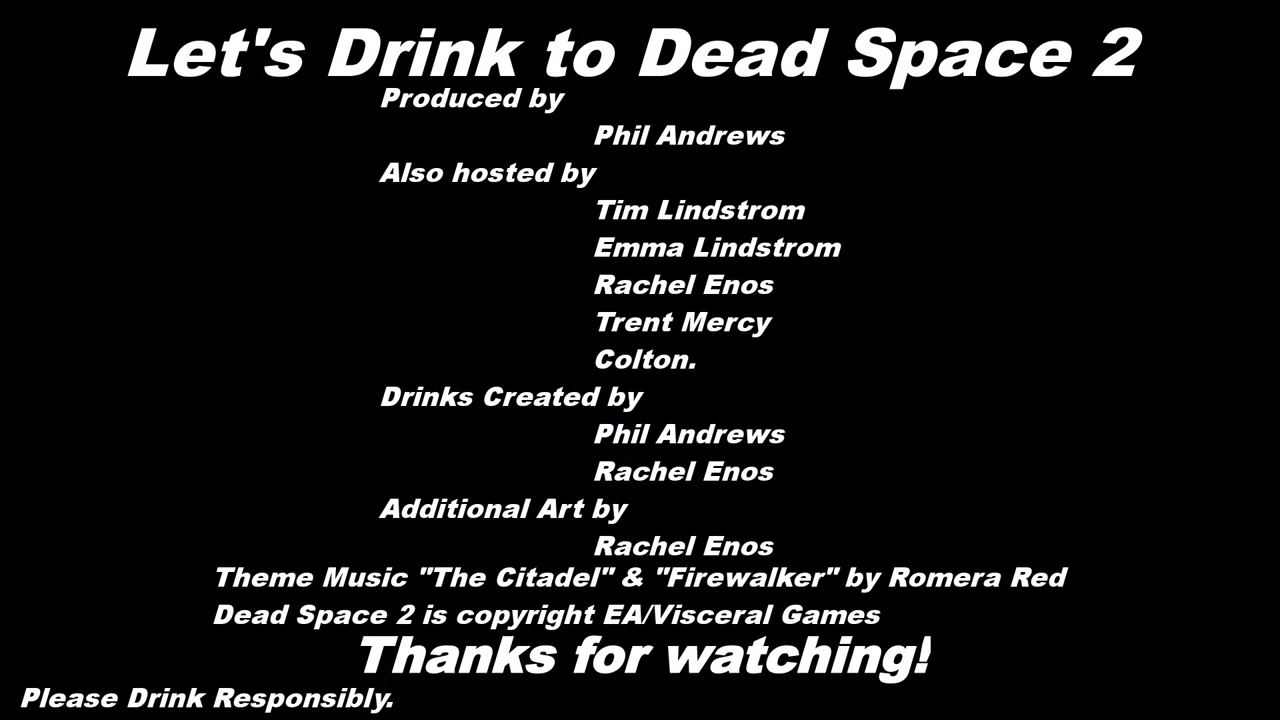 Let's Drink to Dead Space 2
Produced by
Phil Andrews
Also hosted by
Tim Lindstrom
Emma Lindstrom
Rachel Enos
Trent Mercy
Colton.
Drinks Created by
Phil Andrews
Rachel Enos
Additional Art by
Rachel Enos
Theme Music "The Citadel" & "Firewalker" by Romera Red
Dead Space 2 is copyright EA/Visceral Games
Thanks for watching!
Please Drink Responsibly.